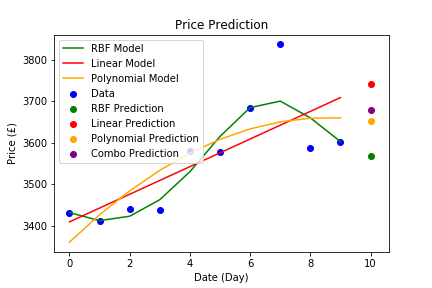 Price Prediction
RBF Model
Linear Model
Polynomial Model
Data
RBF Prediction
Linear Prediction
Polynomial Prediction
Combo Prediction
Price (£)
3800
3700
3600
3500
3400
0 2 4 6 8 10
Date (Day)